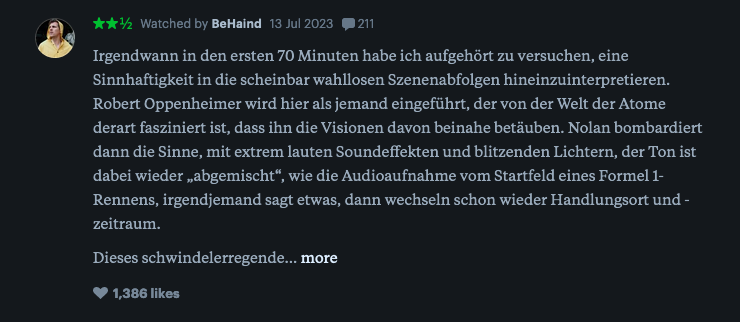 ★★½ Watched by BeHaind 13 Jul 2023 211
Irgendwann in den ersten 70 Minuten habe ich aufgehört zu versuchen, eine
Sinnhaftigkeit in die scheinbar wahllosen Szenenabfolgen hineinzuinterpretieren.
Robert Oppenheimer wird hier als jemand eingeführt, der von der Welt der Atome
derart fasziniert ist, dass ihn die Visionen davon beinahe betäuben. Nolan bombardiert
dann die Sinne, mit extrem lauten Soundeffekten und blitzenden Lichtern, der Ton ist
dabei wieder „abgemischt“, wie die Audioaufnahme vom Startfeld eines Formel 1-
Rennens, irgendjemand sagt etwas, dann wechseln schon wieder Handlungsort und -
zeitraum.
Dieses schwindelerregende... more
1,386 likes